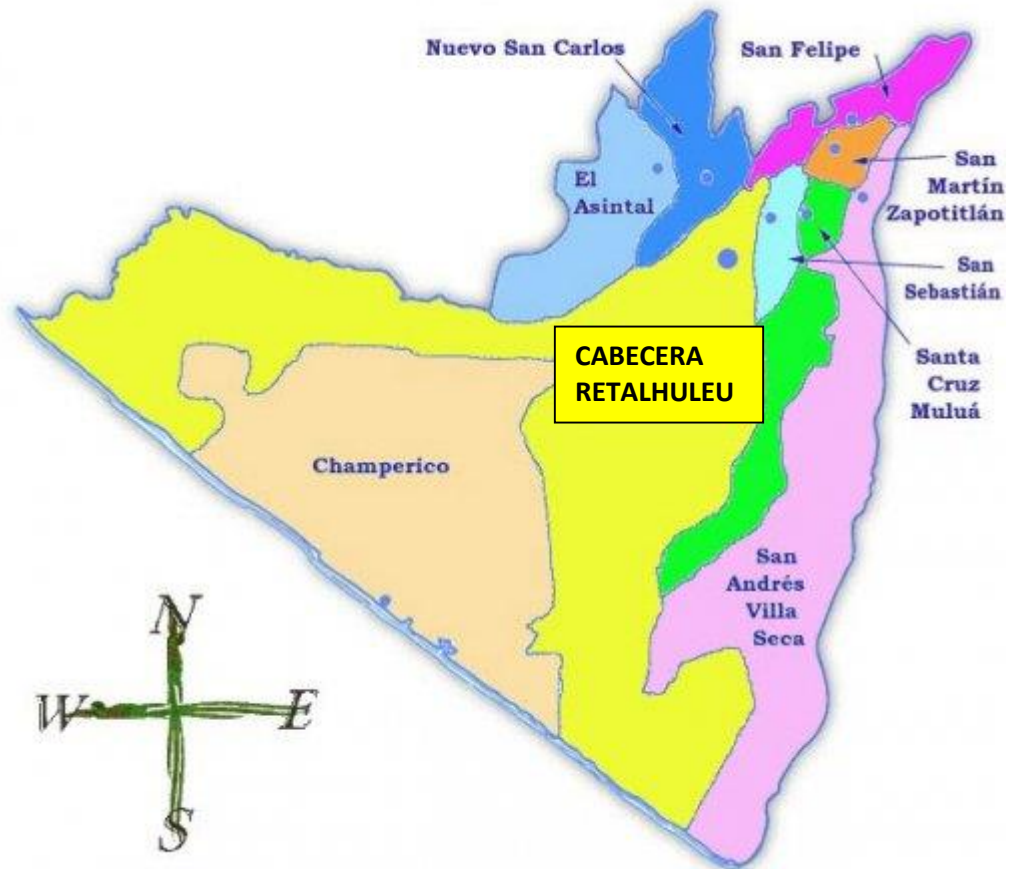 Nuevo San Carlos
San Felipe
El
Asintal
San
Martín
Zapotitlán
San
Sebastián
CABECERA
RETALHULEU
Santa
Cruz
Muluá
Champerico
San
Andrés
Villa
Seca
N
W
E
S